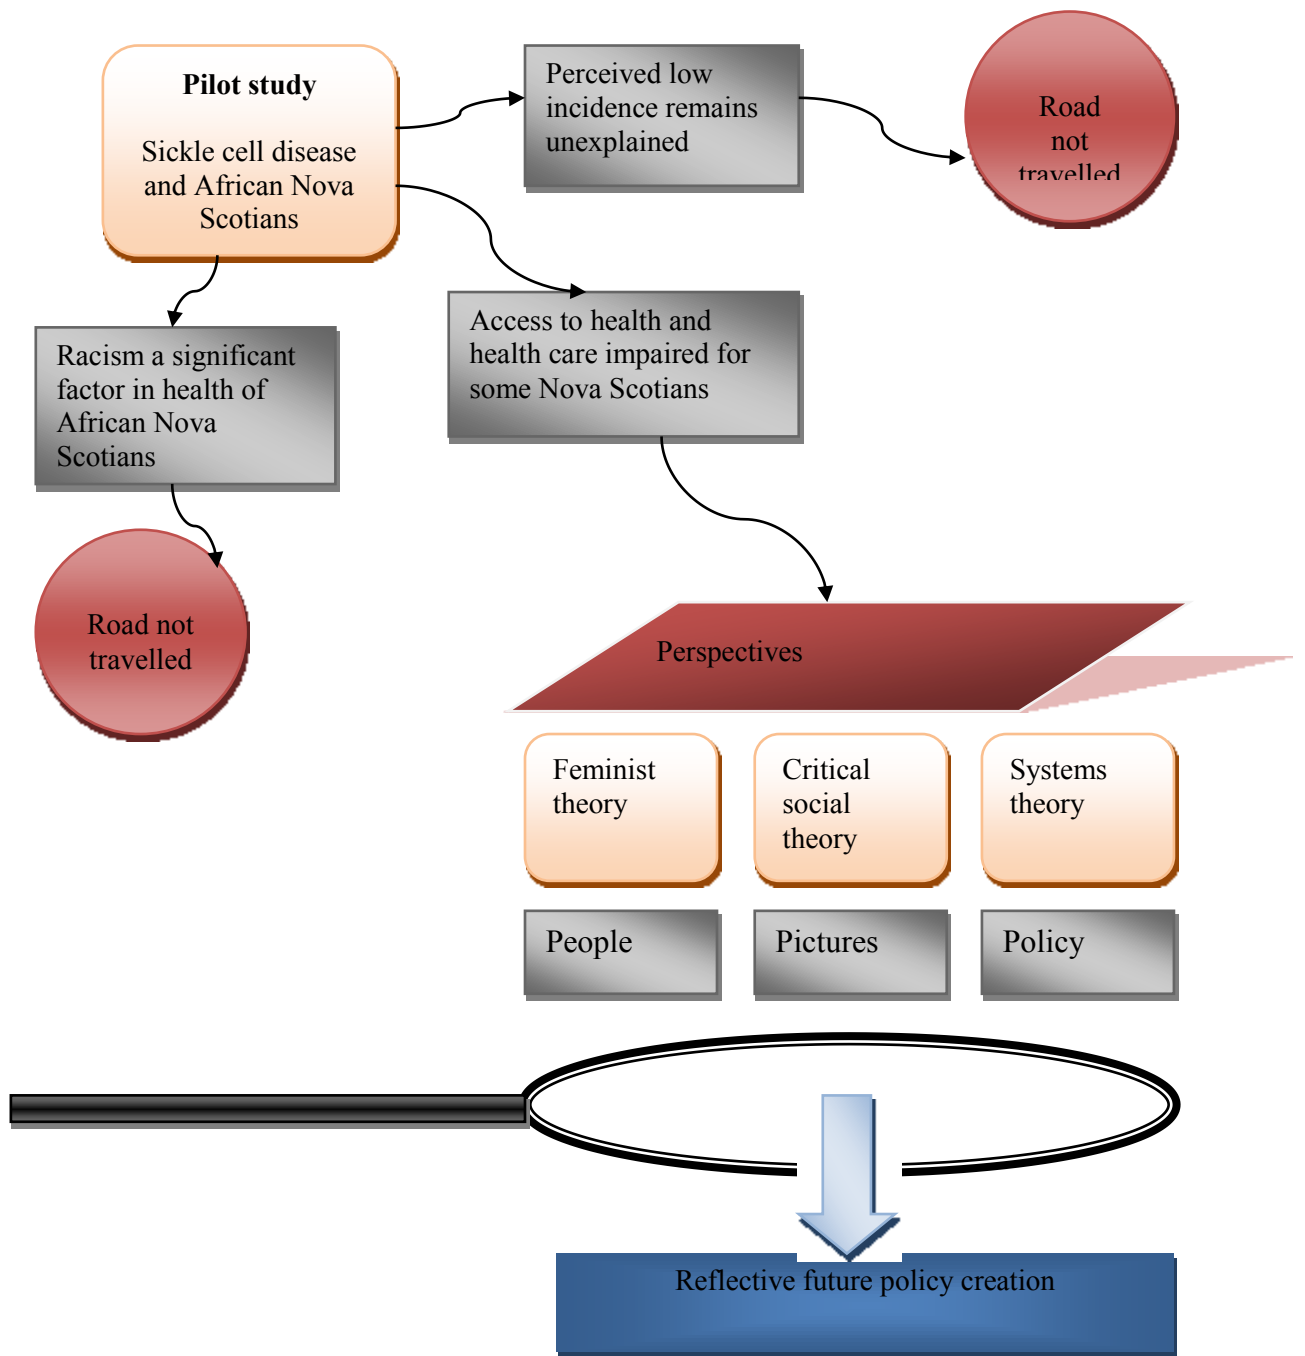 Pilot study
Sickle cell disease
and African Nova
Scotians
Perceived low
incidence remains
unexplained
Road
not
travelled
Access to health and
health care impaired for
some Nova Scotians
Racism a significant
factor in health of
African Nova
Scotians
Road not
travelled
Perspectives
Feminist
theory
Critical
social
theory
Systems
theory
People
Pictures
Policy
Reflective future policy creation